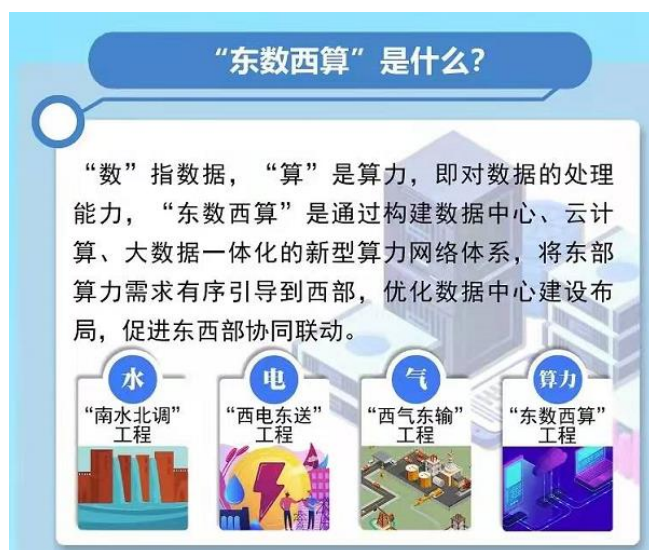 “东数西算”是什么？
“数”指数据，“算”是算力，即对数据的处理
能力，“东数西算”是通过构建数据中心、云计
算、大数据一体化的新型算力网络体系，将东部
算力需求有序引导到西部，优化数据中心建设布
局，促进东西部协同联动。
水
“南水北调”
工程
电
“西电东送”
工程
气
“西气东输”
工程
算力
“东数西算”
工程